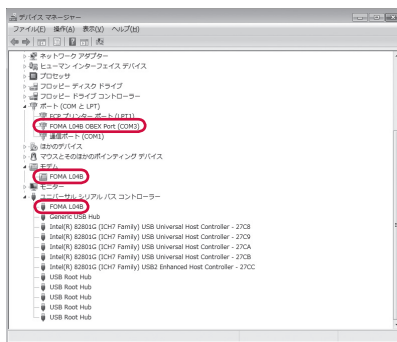 デバイス マネージャー
ファイル(F) 操作(A) 表示(V) ヘルプ(H)
ネットワーク アダプター
ヒューマン インターフェイス デバイス
プロセッサ
フロッピー ディスク ドライブ
フロッピー ドライブ コントローラー
ポート (COM と LPT)
ECP プリンター ポート (LPT1)
FOMA L04B OBEX Port (COM3)
通信ポート (COM1)
ほかのデバイス
マウスとそのほかのポインティング デバイス
モデム
FOMA L04B
モニター
ユニバーサル シリアル バス コントローラー
FOMA L04B
Generic USB Hub
Intel(R) 82801G (ICH7 Family) USB Universal Host Controller - 27C8
Intel(R) 82801G (ICH7 Family) USB Universal Host Controller - 27C9
Intel(R) 82801G (ICH7 Family) USB Universal Host Controller - 27CA
Intel(R) 82801G (ICH7 Family) USB Universal Host Controller - 27CB
Intel(R) 82801G (ICH7 Family) USB2 Enhanced Host Controller - 27CC
USB Root Hub
USB Root Hub
USB Root Hub
USB Root Hub
USB Root Hub